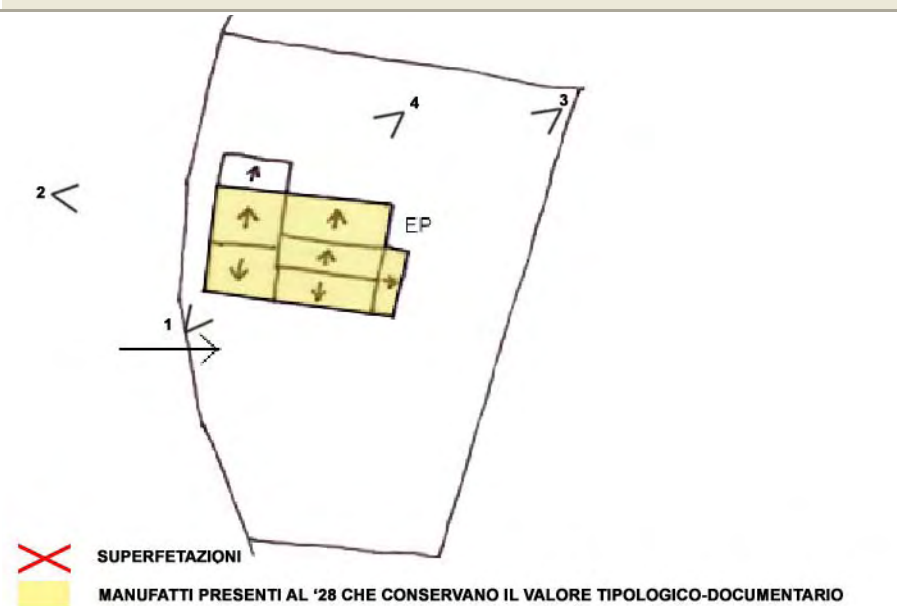 4
3
2
EP
1
SUPERFETAZIONI
MANUFATTI PRESENTI AL '28 CHE CONSERVANO IL VALORE TIPOLOGICO-DOCUMENTARIO